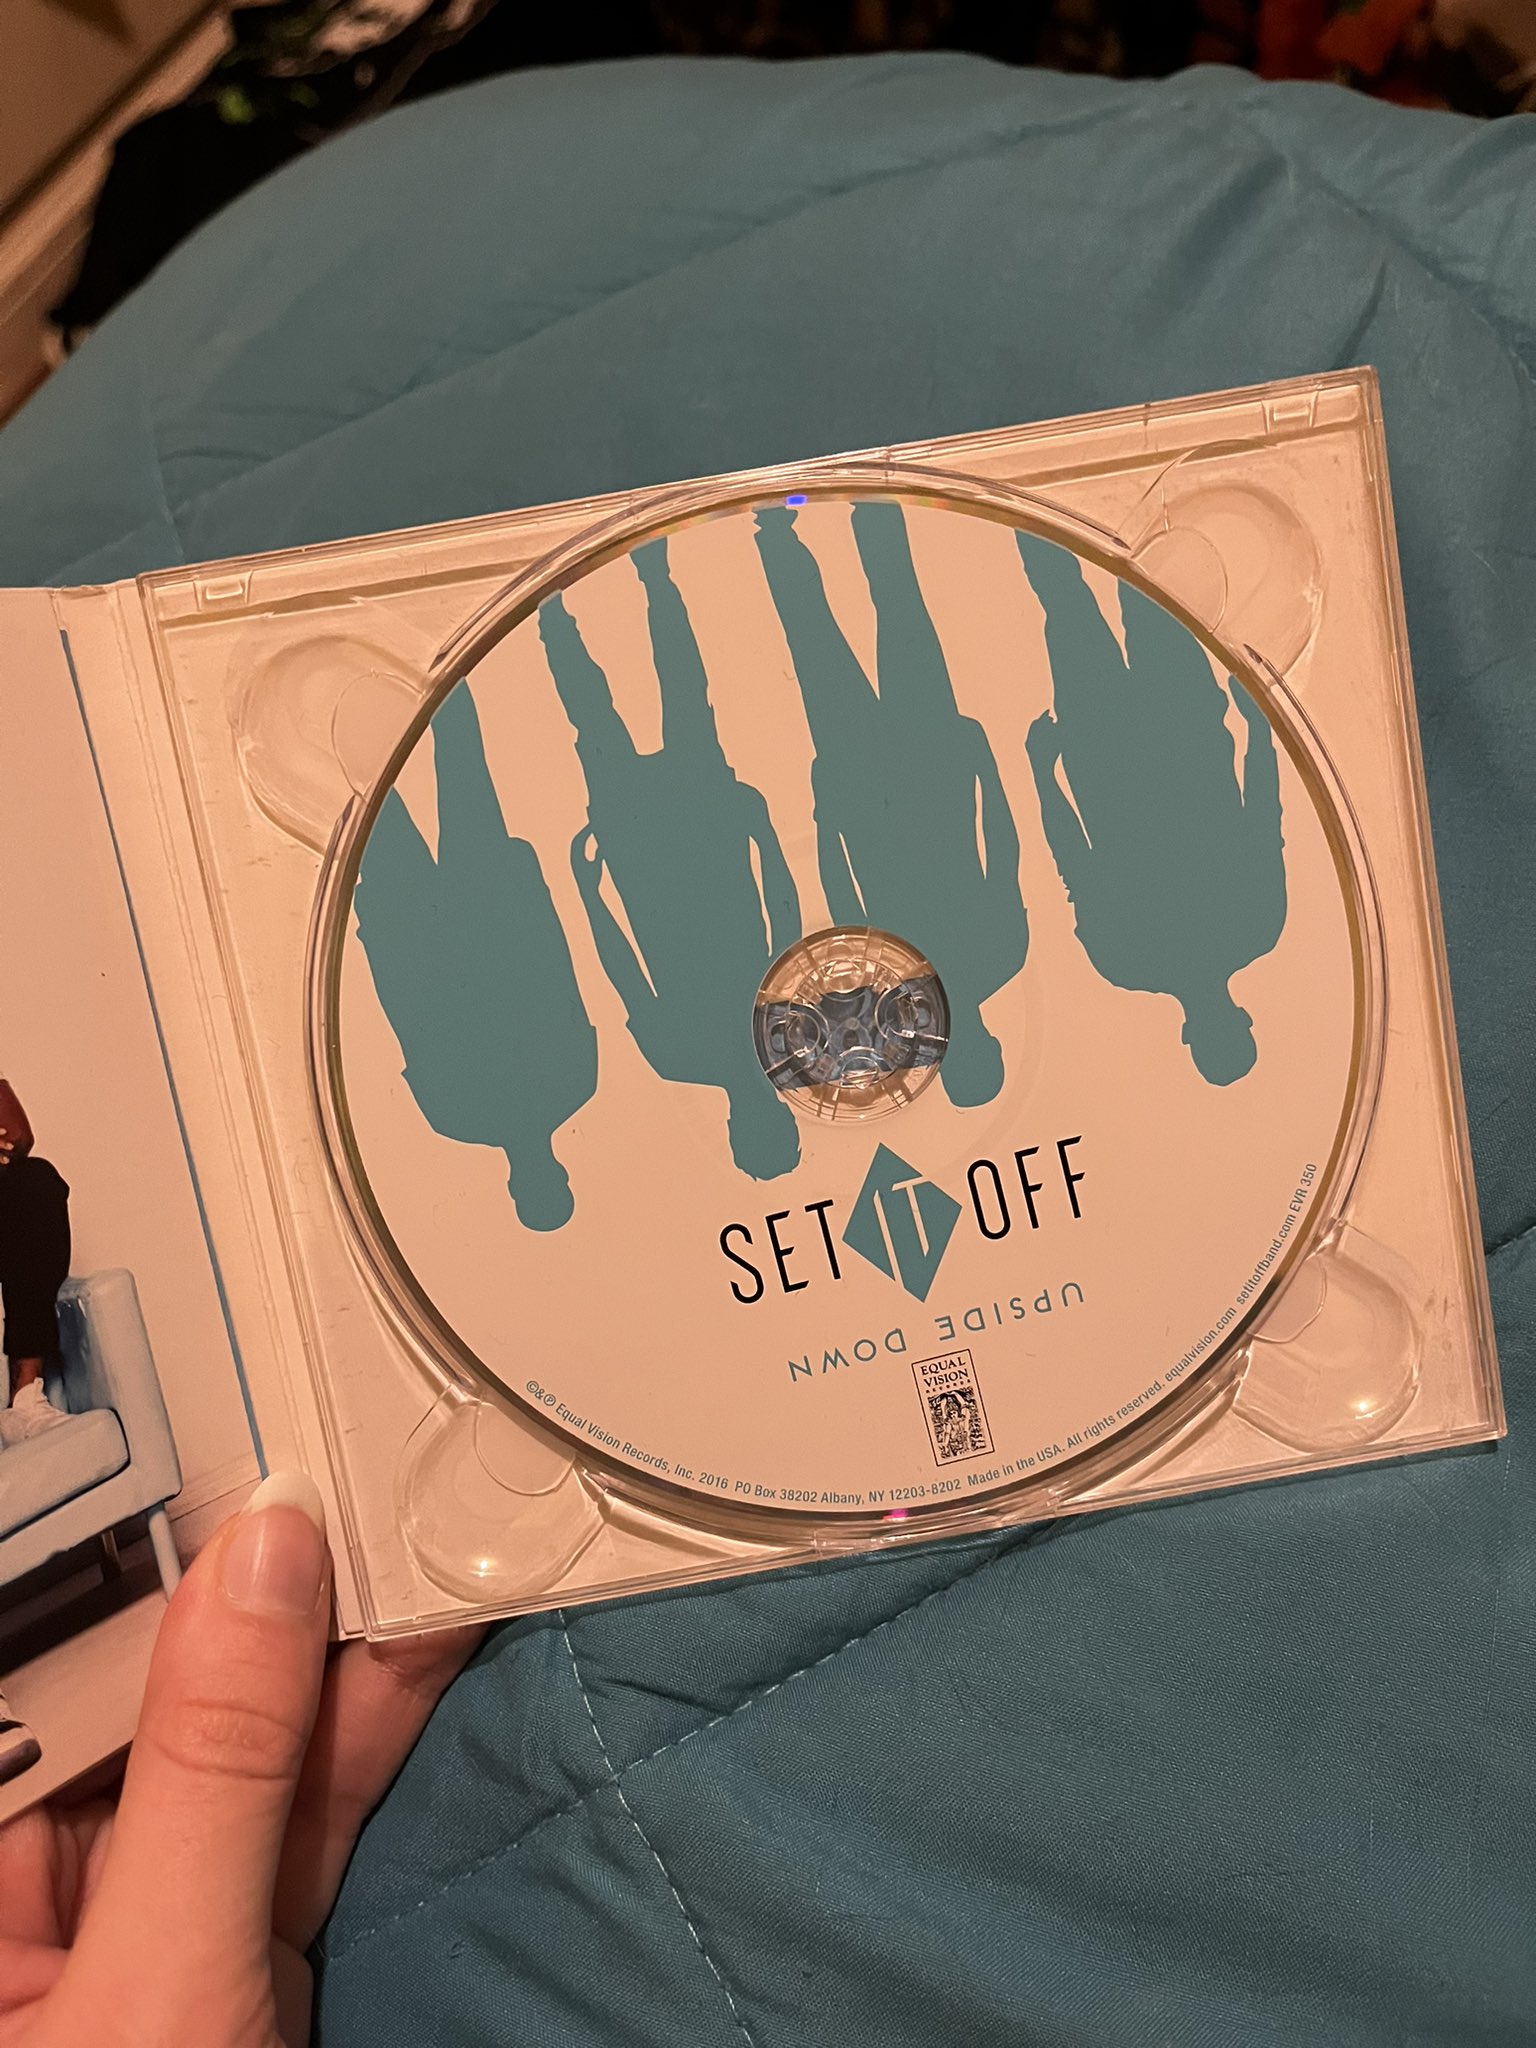 SET IT OFF
UPSIDE DOWN
EQUAL
VISION
RECORDS
©&℗ Equal Vision Records, Inc. 2016 PO Box 38202 Albany, NY 12203-8202 Made in the USA. All rights reserved. equalvision.com setitoffband.com EVR 350